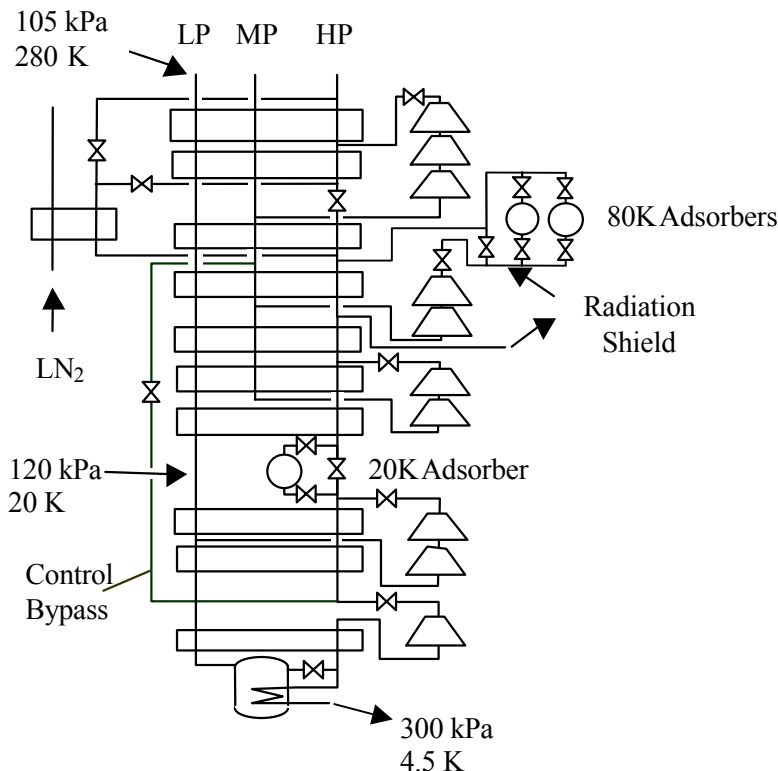 105 kPa
280 K
LP MP HP
80K Adsorbers
Radiation
Shield
LN₂
120 kPa
20 K
20K Adsorber
Control
Bypass
300 kPa
4.5 K